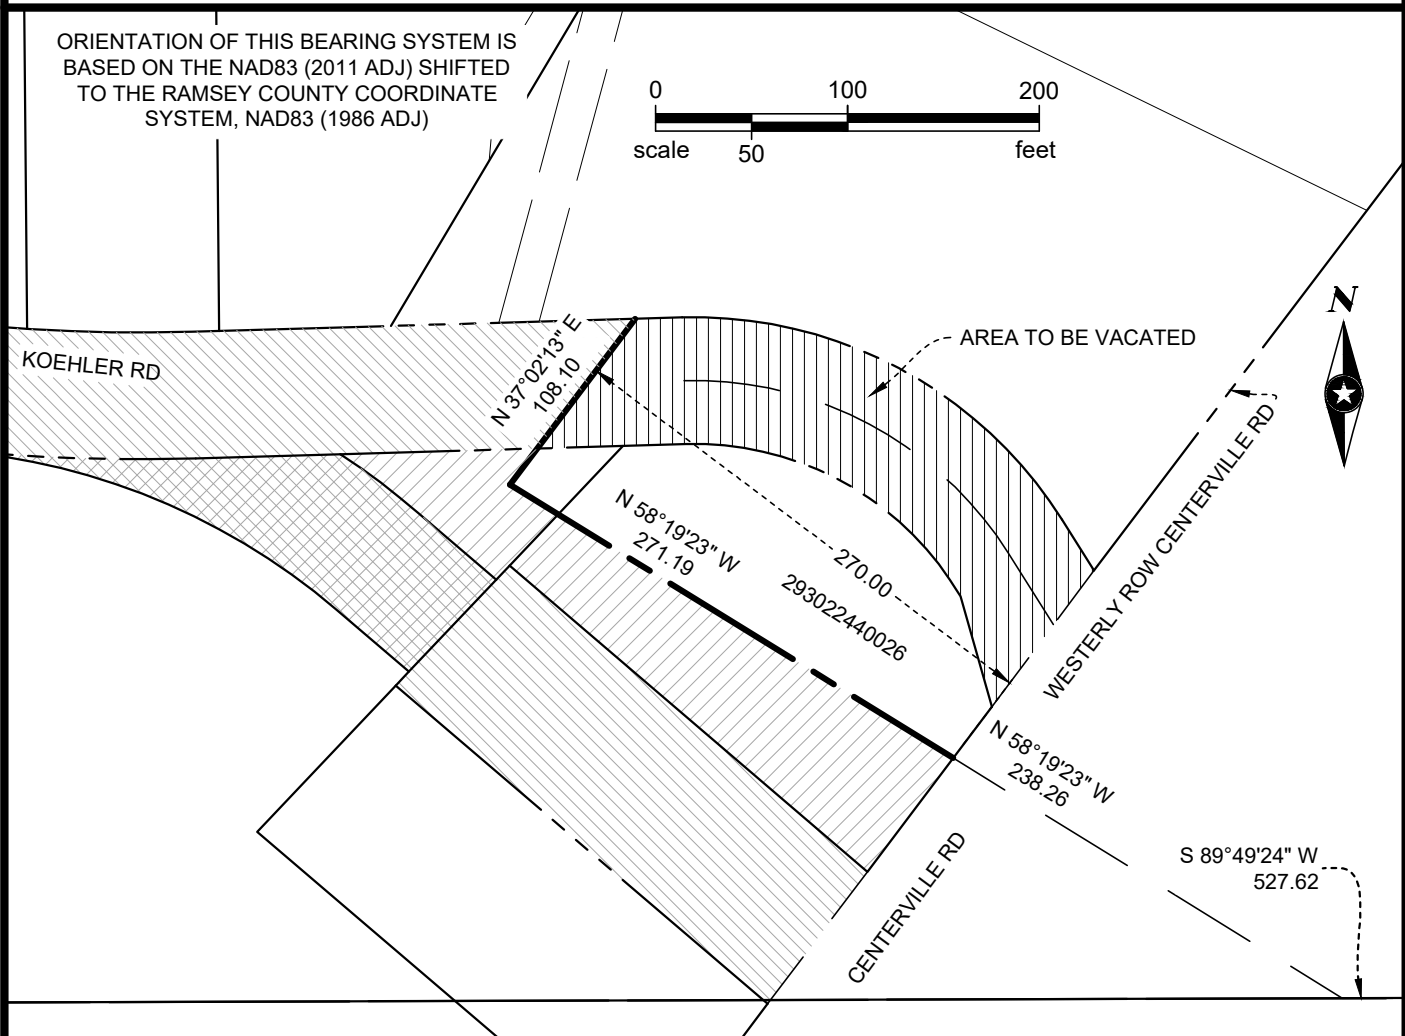 ORIENTATION OF THIS BEARING SYSTEM IS
BASED ON THE NAD83 (2011 ADJ) SHIFTED
TO THE RAMSEY COUNTY COORDINATE
SYSTEM, NAD83 (1986 ADJ)
0 100 200
scale 50 feet
N
AREA TO BE VACATED
KOEHLER RD
N 37°02'13" E
108.10
WESTERLY ROW CENTERVILLE RD
N 58°19'23" W
271.19
270.00
293022440026
N 58°19'23" W
238.26
CENTERVILLE RD
S 89°49'24" W
527.62